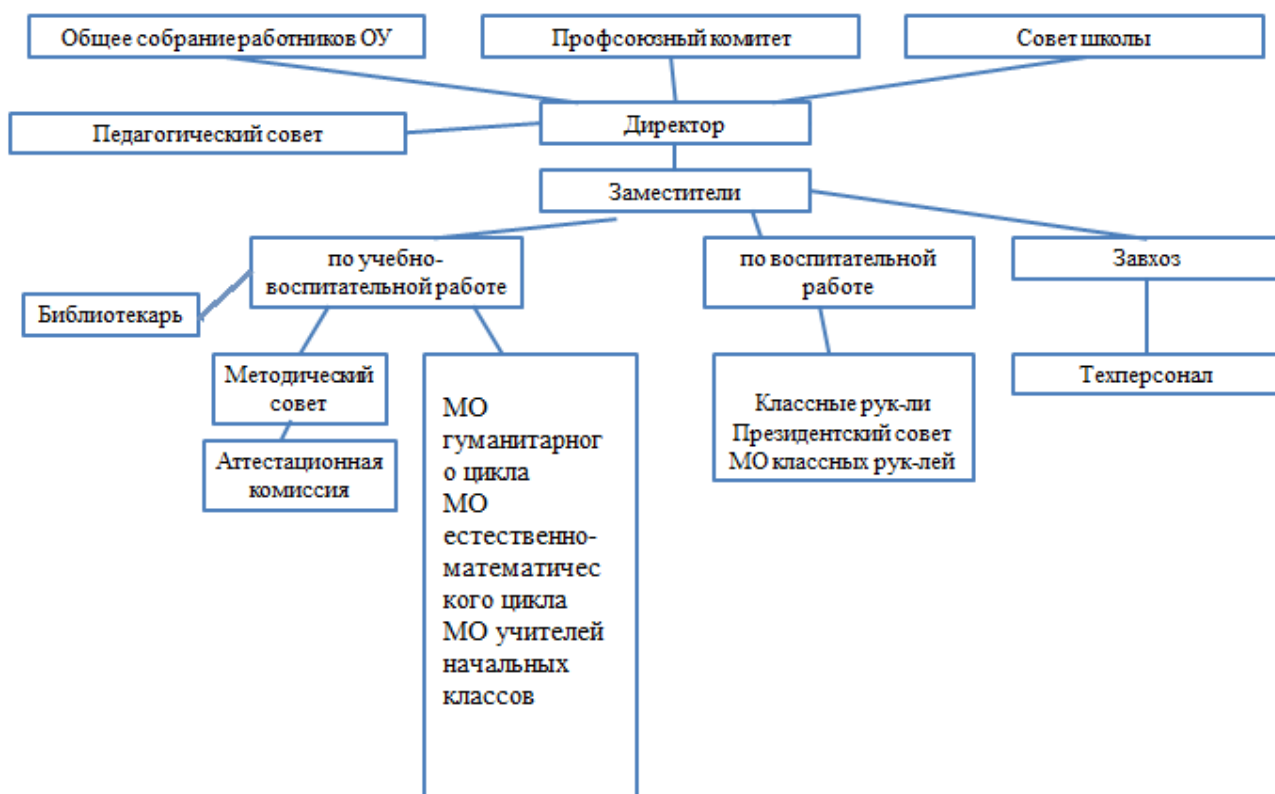 Общее собрание работников ОУ
Профсоюзный комитет
Совет школы
Педагогический совет
Директор
Заместители
по учебно-
воспитательной работе
по воспитательной
работе
Завхоз
Библиотекарь
Методический
совет
Аттестационная
комиссия
МО
гуманитарног
о цикла
МО
естественно-
математичес
кого цикла
МО учителей
начальных
классов
Классные рук-ли
Президентский совет
МО классных рук-лей
Техперсонал